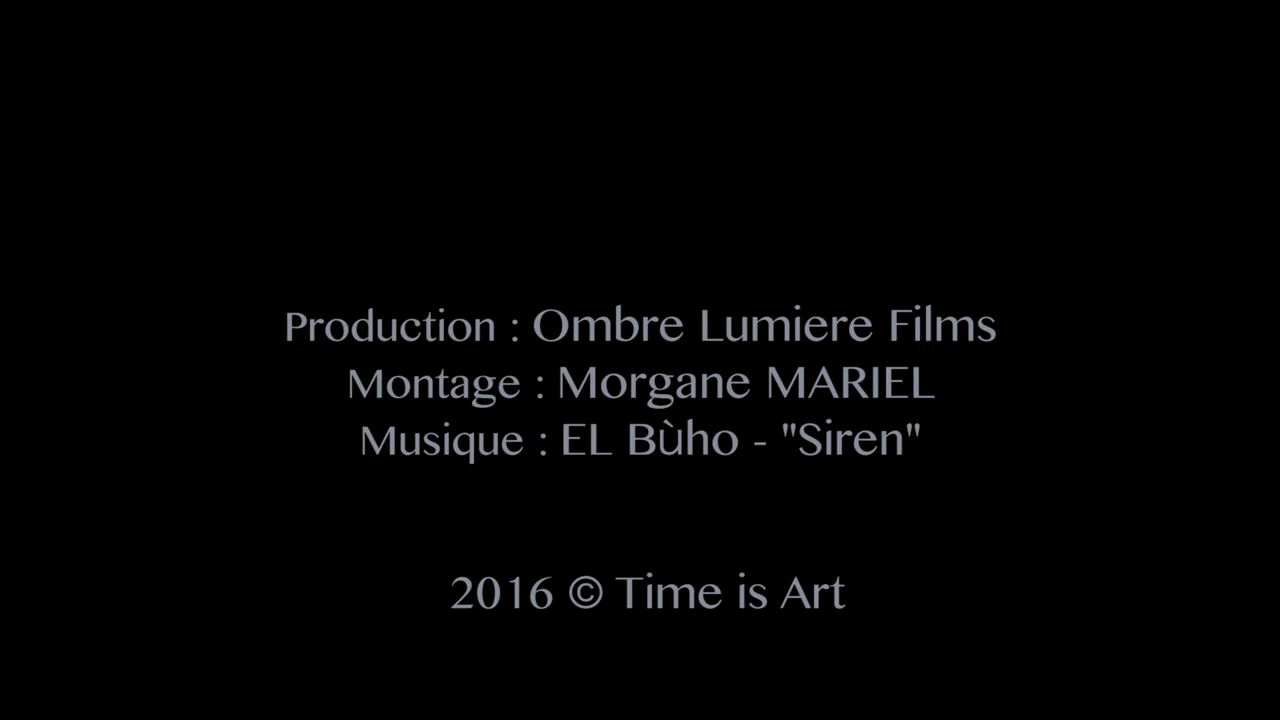 Production : Ombre Lumiere Films
Montage : Morgane MARIEL
Musique : EL Bùho - "Siren"
2016 © Time is Art